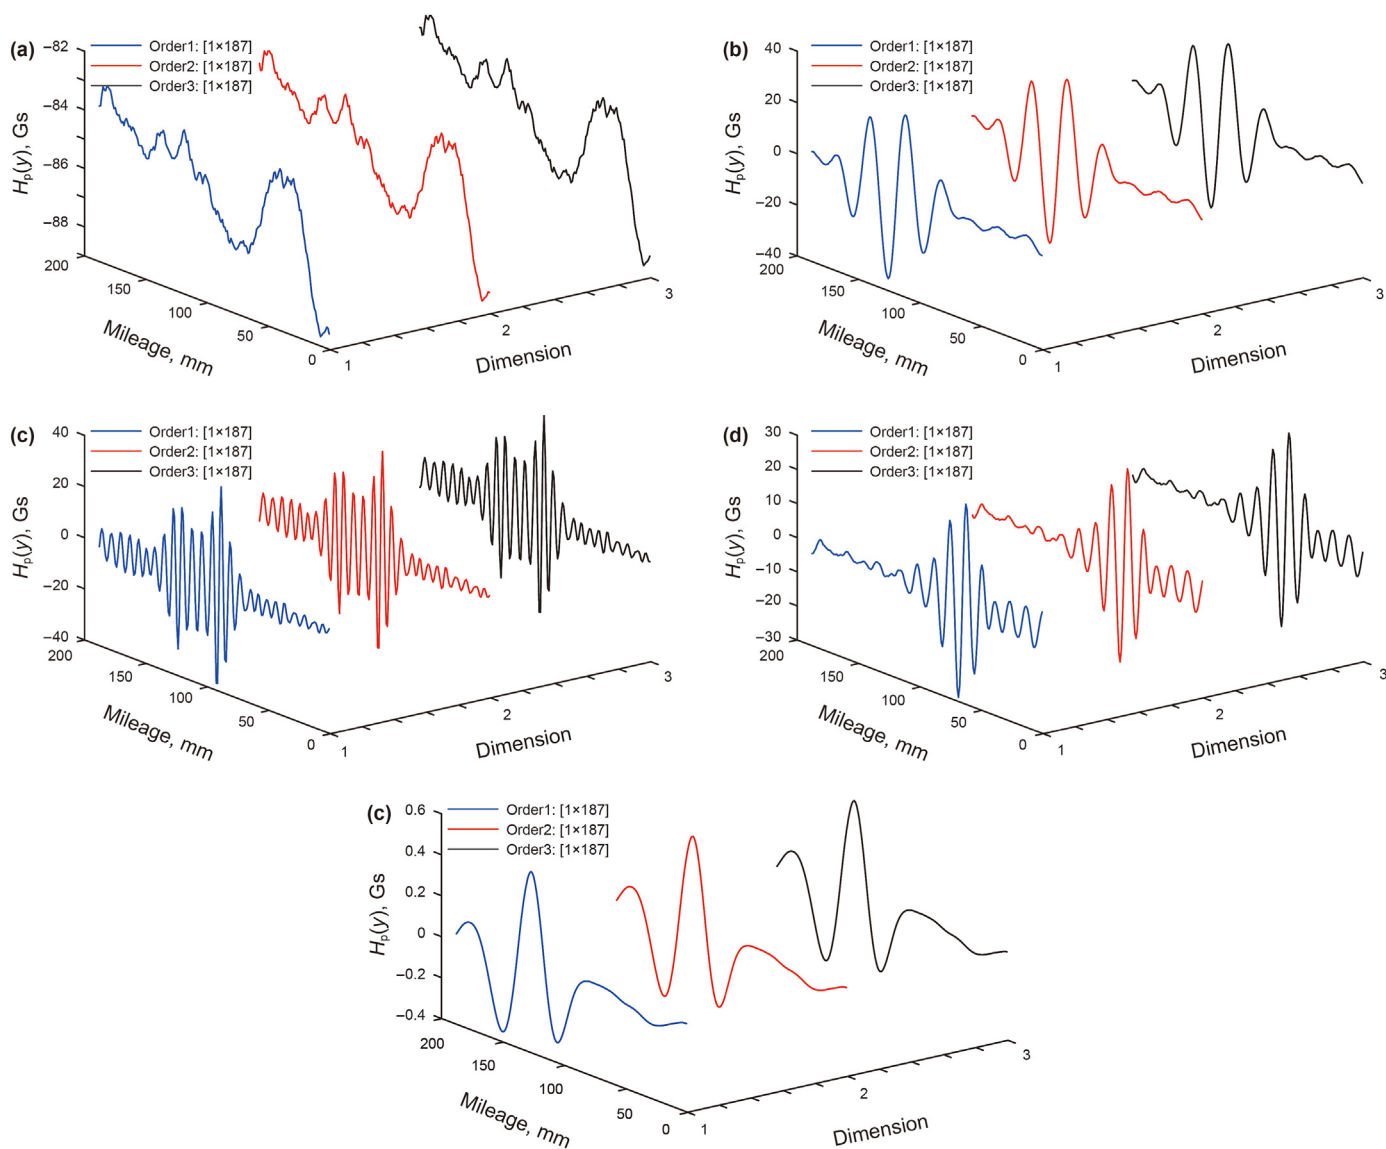 (a)
Order1: [1×187]
Order2: [1×187]
Order3: [1×187]
−82
−84
−86
−88
200
150
100
50
0
1
2
3
Hp(y), Gs
Mileage, mm
Dimension
(b)
Order1: [1×187]
Order2: [1×187]
Order3: [1×187]
40
20
0
−20
−40
200
150
100
50
0
1
2
3
Hp(y), Gs
Mileage, mm
Dimension
(c)
Order1: [1×187]
Order2: [1×187]
Order3: [1×187]
40
20
0
−20
−40
200
150
100
50
0
1
2
3
Hp(y), Gs
Mileage, mm
Dimension
(d)
Order1: [1×187]
Order2: [1×187]
Order3: [1×187]
30
20
10
0
−10
−20
−30
200
150
100
50
0
1
2
3
Hp(y), Gs
Mileage, mm
Dimension
(c)
Order1: [1×187]
Order2: [1×187]
Order3: [1×187]
0.6
0.4
0.2
0
−0.2
−0.4
200
150
100
50
0
1
2
3
Hp(y), Gs
Mileage, mm
Dimension